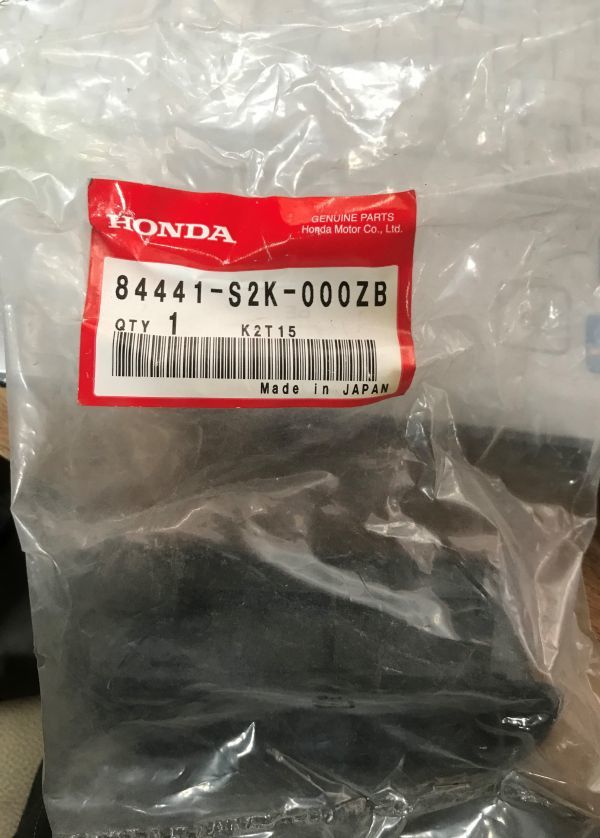 HONDA
GENUINE PARTS
Honda Motor Co., Ltd.
84441-S2K-000ZB
QTY 1 K2T15
Made in JAPAN